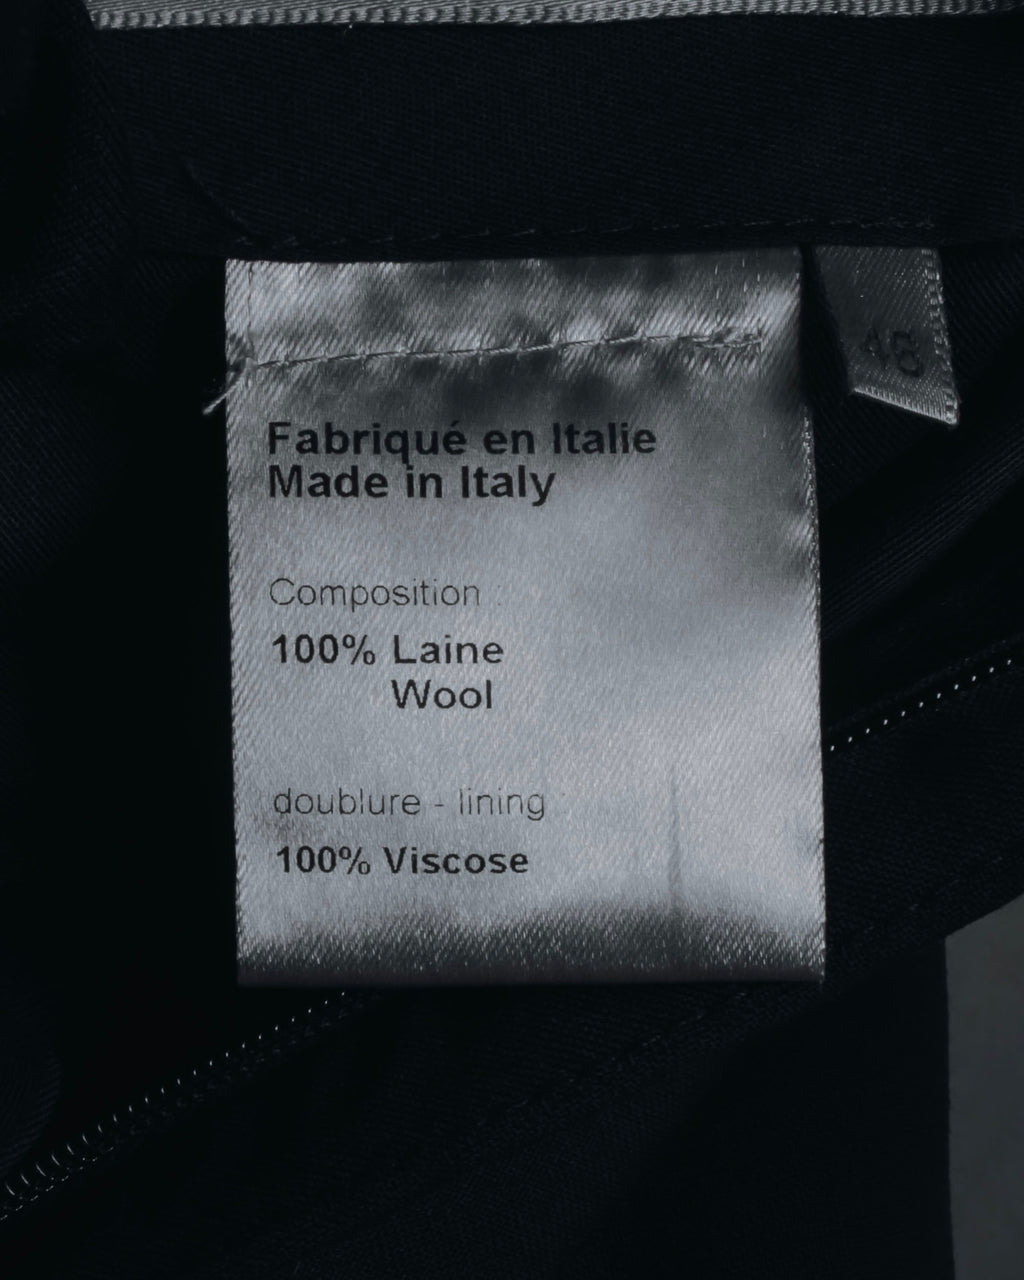 Fabriqué en Italie
Made in Italy
Composition :
100% Laine
Wool
doublure - lining :
100% Viscose
48